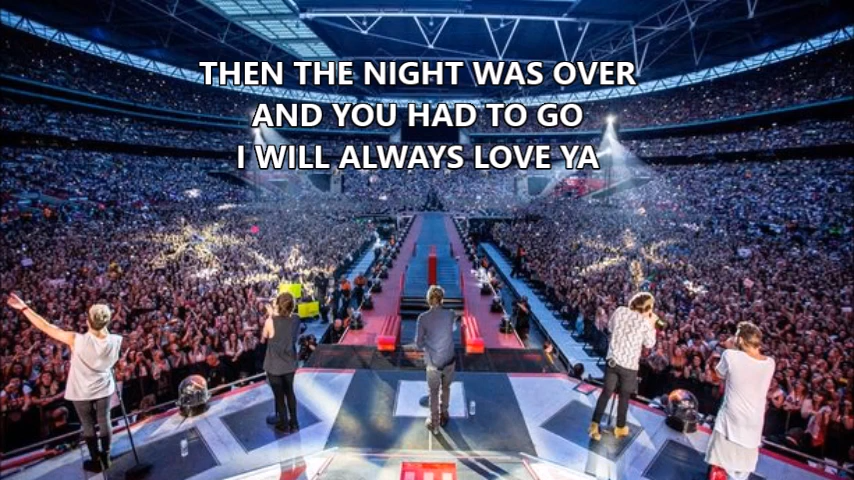 THEN THE NIGHT WAS OVER
AND YOU HAD TO GO
I WILL ALWAYS LOVE YA